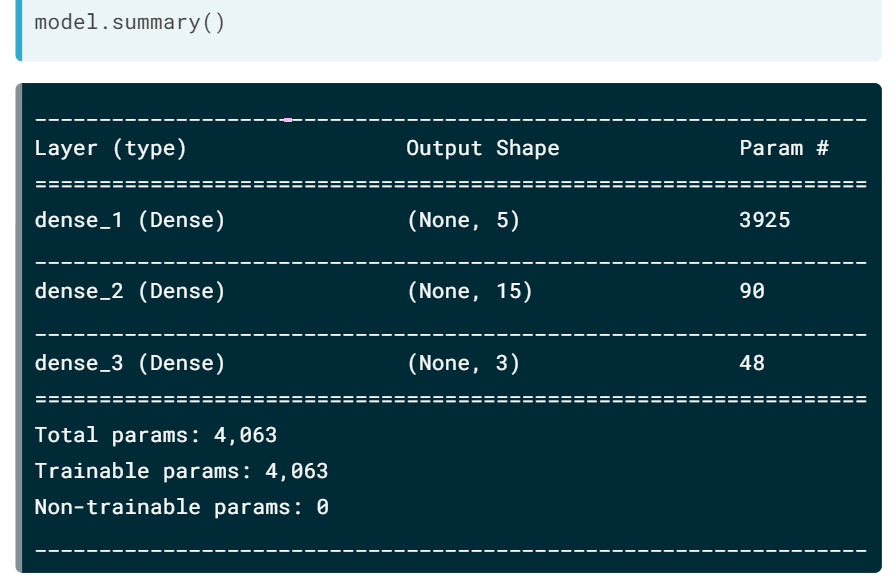 model.summary()
_________________________________________________________________
Layer (type)                 Output Shape              Param #
=================================================================
dense_1 (Dense)              (None, 5)                 3925
_________________________________________________________________
dense_2 (Dense)              (None, 15)                90
_________________________________________________________________
dense_3 (Dense)              (None, 3)                 48
=================================================================
Total params: 4,063
Trainable params: 4,063
Non-trainable params: 0
_________________________________________________________________